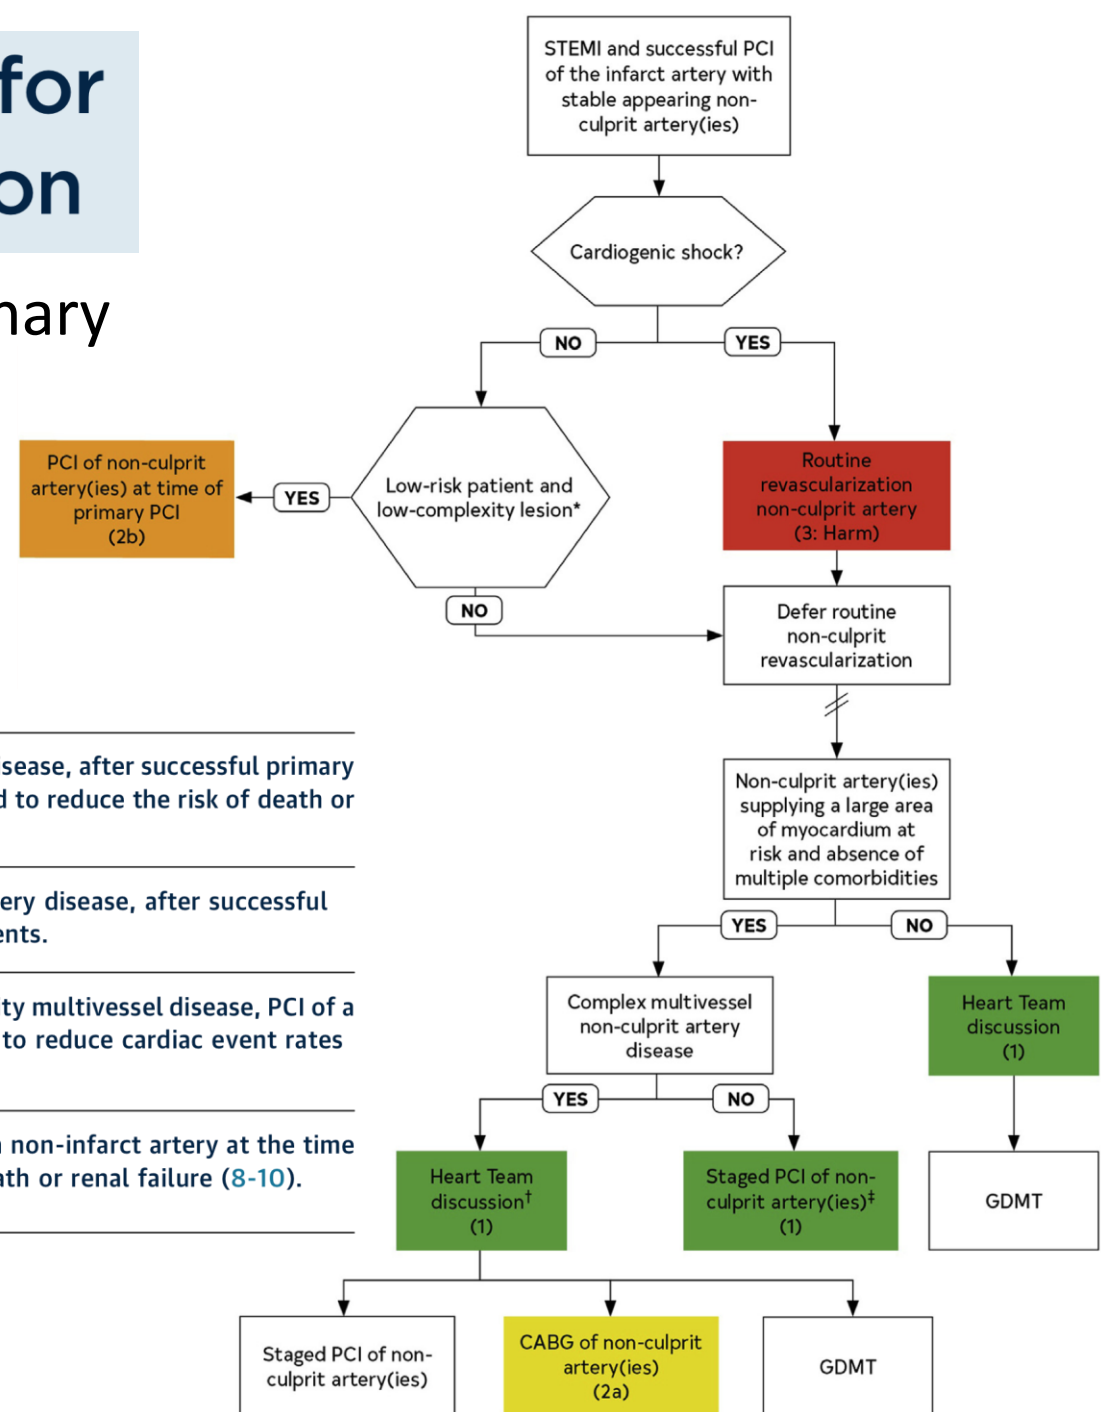 for
on
mary
STEMI and successful PCI
of the infarct artery with
stable appearing non-
culprit artery(ies)
Cardiogenic shock?
NO
YES
Low-risk patient and
low-complexity lesion*
YES
PCI of non-culprit
artery(ies) at time of
primary PCI
(2b)
Routine
revascularization
non-culprit artery
(3: Harm)
NO
Defer routine
non-culprit
revascularization
isease, after successful primary
d to reduce the risk of death or
ery disease, after successful
ents.
ity multivessel disease, PCI of a
to reduce cardiac event rates
n non-infarct artery at the time
ath or renal failure (8-10).
Non-culprit artery(ies)
supplying a large area
of myocardium at
risk and absence of
multiple comorbidities
YES
NO
Complex multivessel
non-culprit artery
disease
Heart Team
discussion
(1)
YES
NO
Heart Team
discussion†
(1)
Staged PCI of non-
culprit artery(ies)‡
(1)
GDMT
Staged PCI of non-
culprit artery(ies)
CABG of non-culprit
artery(ies)
(2a)
GDMT